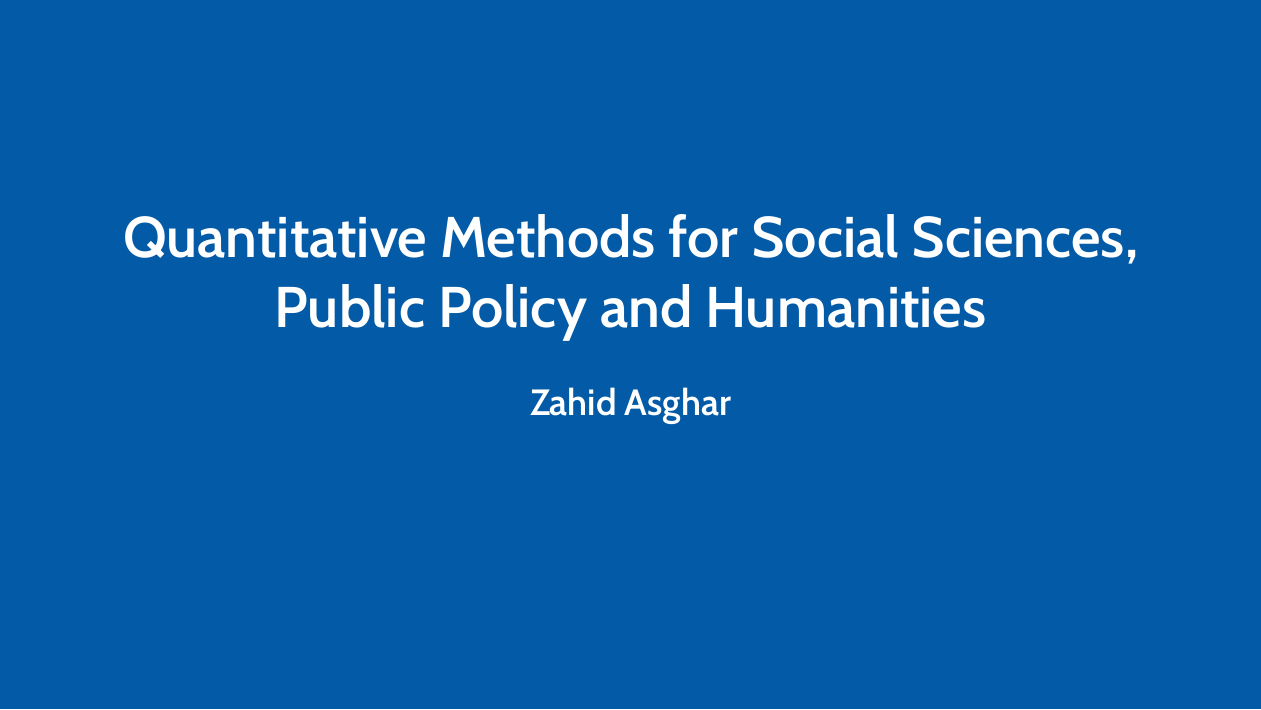 Quantitative Methods for Social Sciences,
Public Policy and Humanities
Zahid Asghar